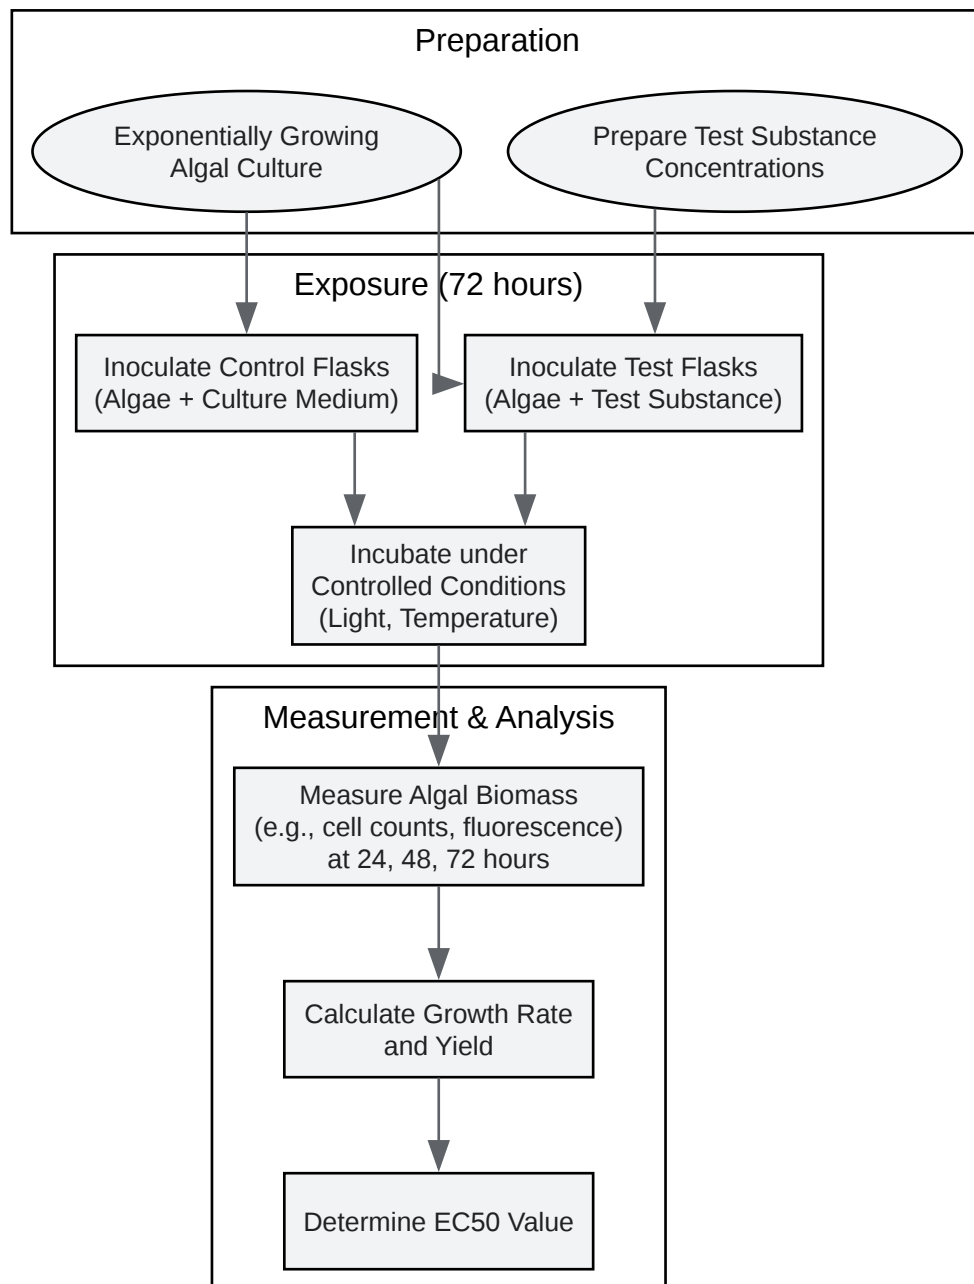 Preparation
Exponentially Growing
Algal Culture
Prepare Test Substance
Concentrations
Exposure (72 hours)
Inoculate Control Flasks
(Algae + Culture Medium)
Inoculate Test Flasks
(Algae + Test Substance)
Incubate under
Controlled Conditions
(Light, Temperature)
Measurement & Analysis
Measure Algal Biomass
(e.g., cell counts, fluorescence)
at 24, 48, 72 hours
Calculate Growth Rate
and Yield
Determine EC50 Value